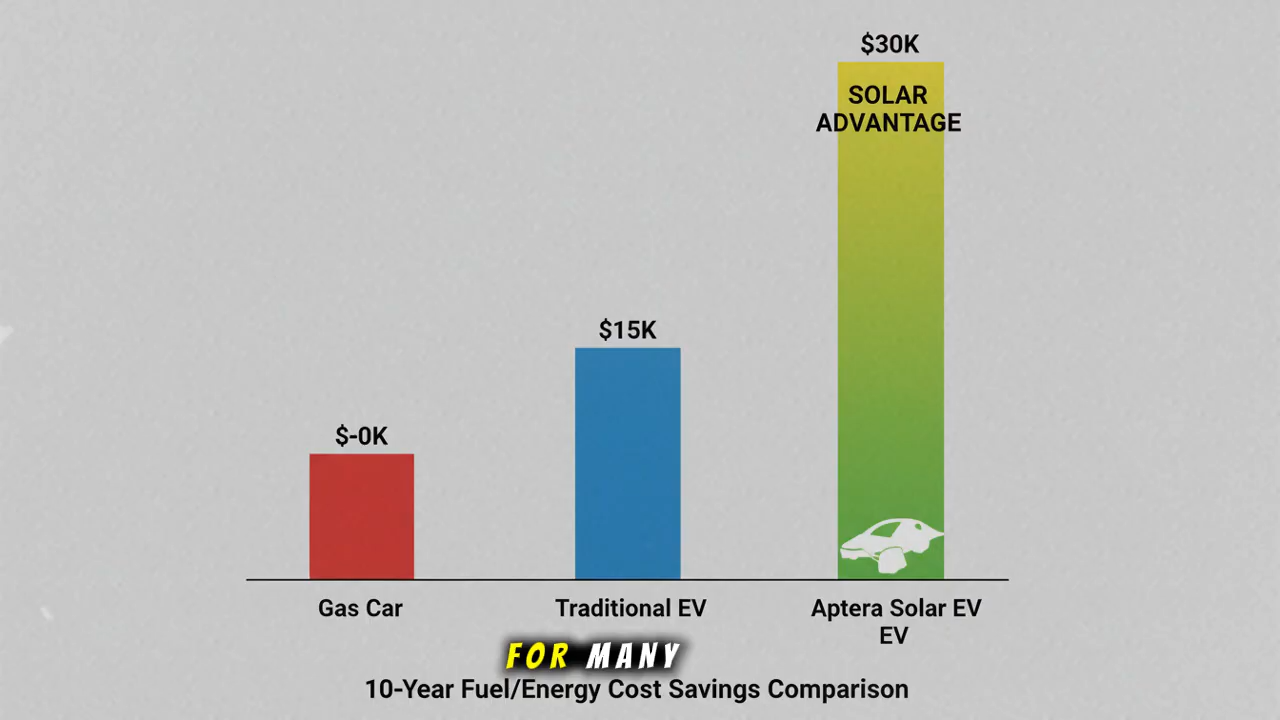 $30K
SOLAR
ADVANTAGE
$15K
$-0K
Gas Car
Traditional EV
Aptera Solar EV
EV
FOR MANY
10-Year Fuel/Energy Cost Savings Comparison